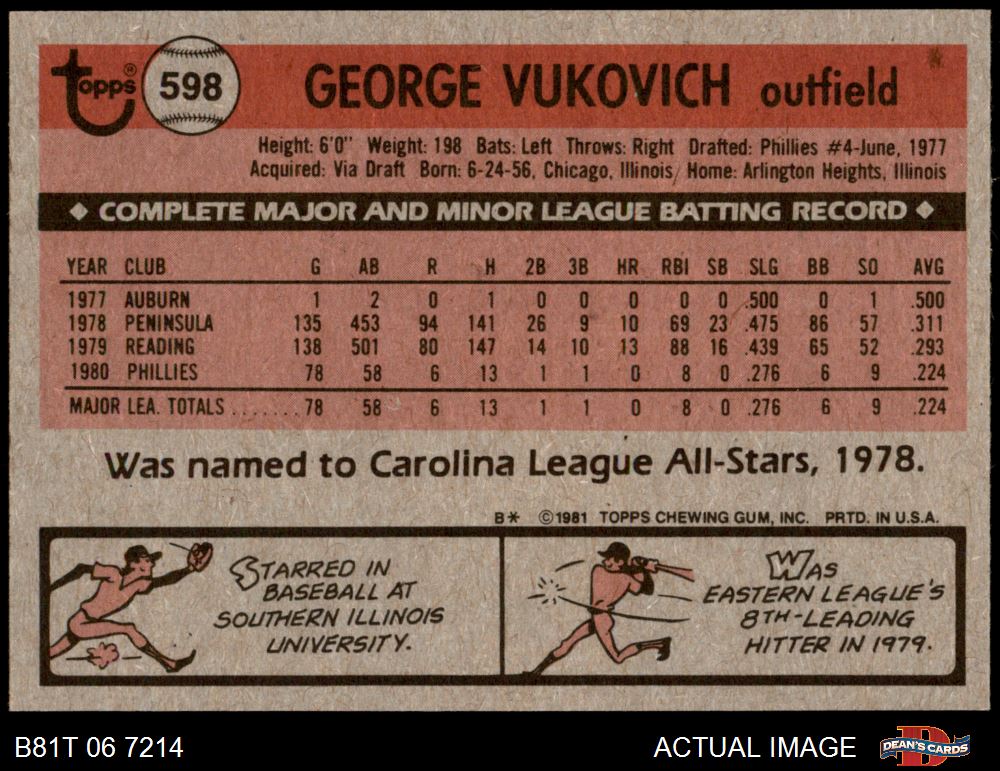 topps® 598 GEORGE VUKOVICH outfield
Height: 6'0" Weight: 198 Bats: Left Throws: Right Drafted: Phillies #4-June, 1977
Acquired: Via Draft Born: 6-24-56, Chicago, Illinois Home: Arlington Heights, Illinois
◆ COMPLETE MAJOR AND MINOR LEAGUE BATTING RECORD ◆
YEAR CLUB G AB R H 2B 3B HR RBI SB SLG BB SO AVG
1977 AUBURN 1 2 0 1 0 0 0 0 0 .500 0 1 .500
1978 PENINSULA 135 453 94 141 26 9 10 69 23 .475 86 57 .311
1979 READING 138 501 80 147 14 10 13 88 16 .439 65 52 .293
1980 PHILLIES 78 58 6 13 1 1 0 8 0 .276 6 9 .224
MAJOR LEA. TOTALS ....... 78 58 6 13 1 1 0 8 0 .276 6 9 .224
Was named to Carolina League All-Stars, 1978.
B* ©1981 TOPPS CHEWING GUM, INC. PRTD. IN U.S.A.
STARRED IN
BASEBALL AT
SOUTHERN ILLINOIS
UNIVERSITY.
WAS
EASTERN LEAGUE'S
8TH-LEADING
HITTER IN 1979.
B81T 06 7214 ACTUAL IMAGE DEAN'S CARDS